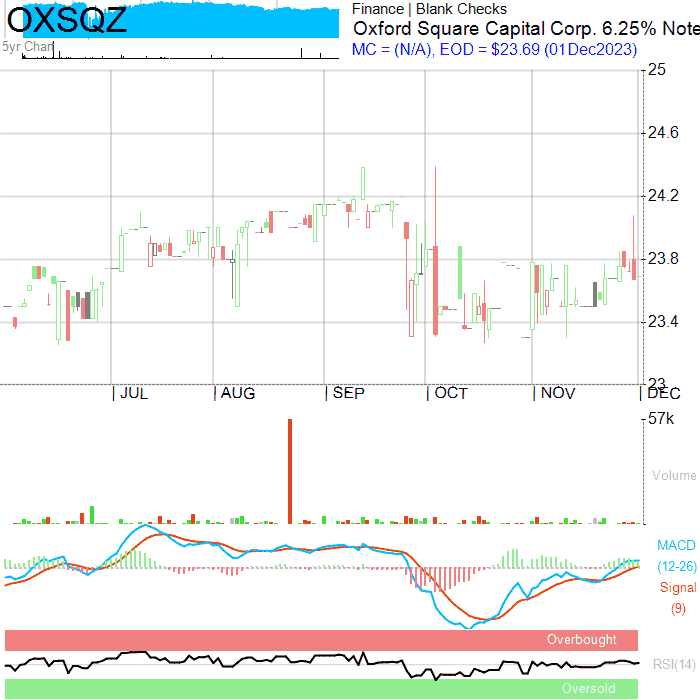 OXSQZ
Finance | Blank Checks
Oxford Square Capital Corp. 6.25% Note
MC = (N/A), EOD = $23.69 (01Dec2023)
5yr Chart
25
24.6
24.2
23.8
23.4
23
JUL
AUG
SEP
OCT
NOV
DEC
57k
Volume
MACD
(12-26)
Signal
(9)
Overbought
RSI(14)
Oversold